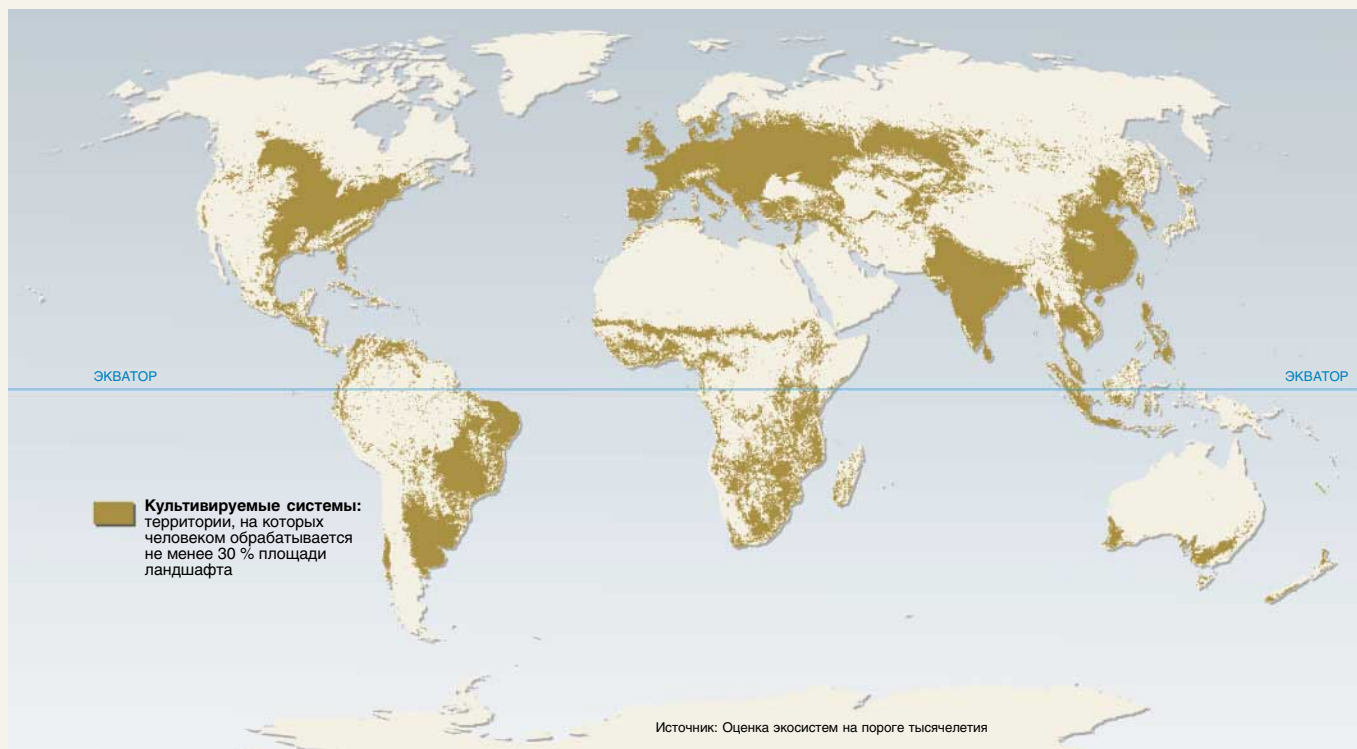 ЭКВАТОР
ЭКВАТОР
Культивируемые системы:
территории, на которых
человеком обрабатывается
не менее 30 % площади
ландшафта
Источник: Оценка экосистем на пороге тысячелетия